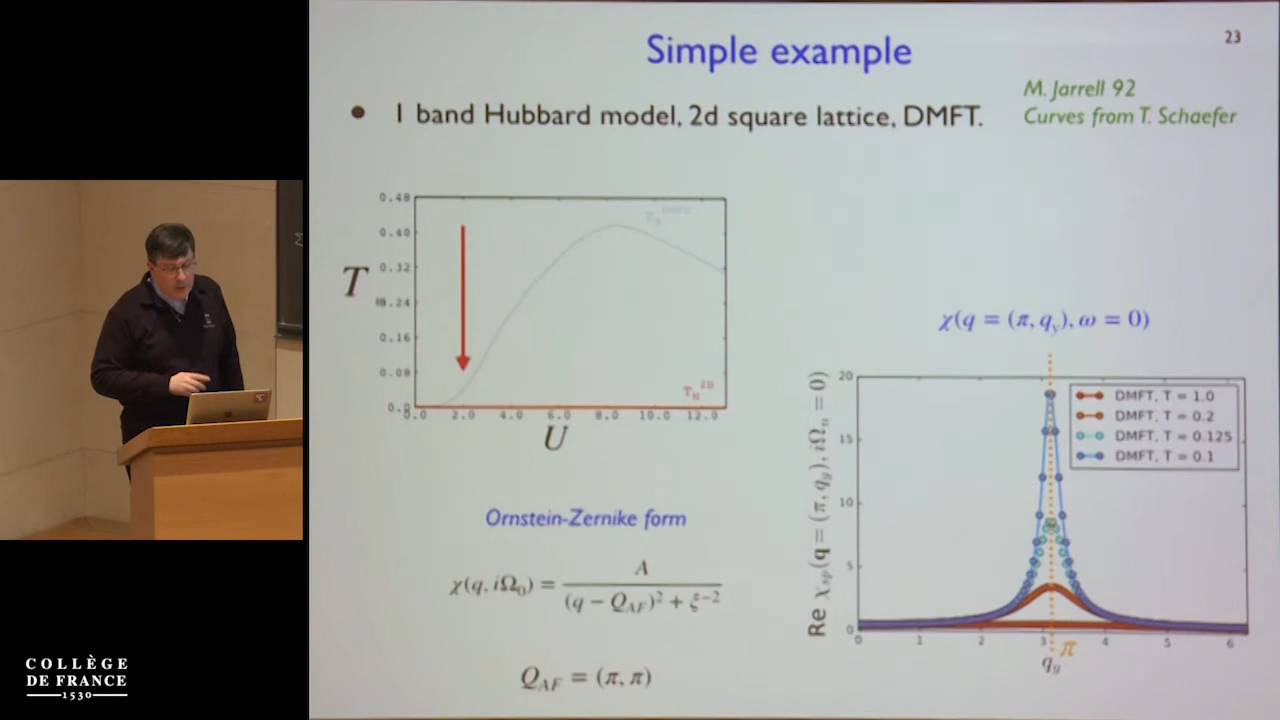 23
Simple example
M. Jarrell 92
Curves from T. Schaefer
• 1 band Hubbard model, 2d square lattice, DMFT.
0.48
0.40
0.32
0.24
0.16
0.08
0.0
T
0.0 2.0 4.0 6.0 8.0 10.0 12.0
U
T_N^2D
χ(q = (π, q_y), ω = 0)
Re χ_sp(q = (π, q_y), iΩ_n = 0)
20
15
10
5
0
DMFT, T = 1.0
DMFT, T = 0.2
DMFT, T = 0.125
DMFT, T = 0.1
0 1 2 3 4 5 6
π
q_y
Ornstein-Zernike form
χ(q, iΩ_0) = A / ((q − Q_AF)^2 + ξ^−2)
Q_AF = (π, π)
COLLÈGE
DE FRANCE
1530